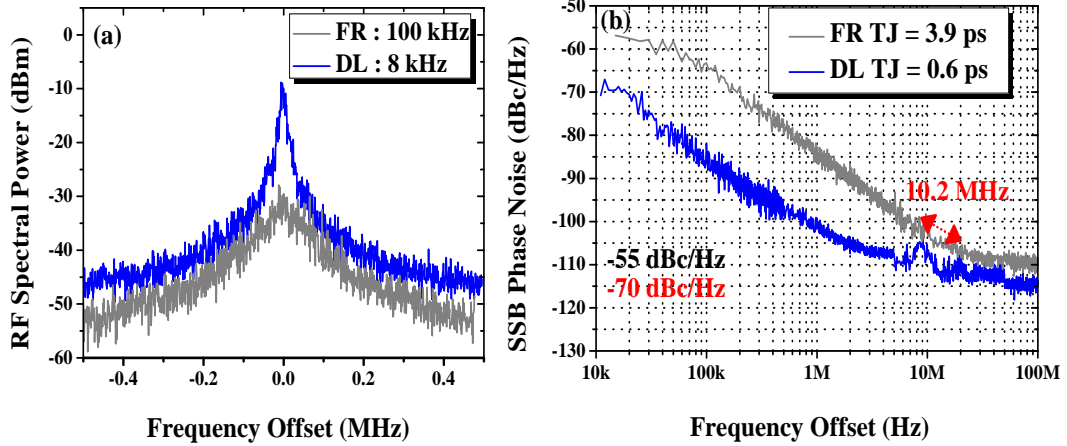 (a)
FR : 100 kHz
DL : 8 kHz
0
-10
-20
-30
-40
-50
-60
RF Spectral Power (dBm)
-0.4
-0.2
0.0
0.2
0.4
Frequency Offset (MHz)
(b)
FR TJ = 3.9 ps
DL TJ = 0.6 ps
-50
-60
-70
-80
-90
-100
-110
-120
-130
SSB Phase Noise (dBc/Hz)
10.2 MHz
-55 dBc/Hz
-70 dBc/Hz
10k
100k
1M
10M
100M
Frequency Offset (Hz)